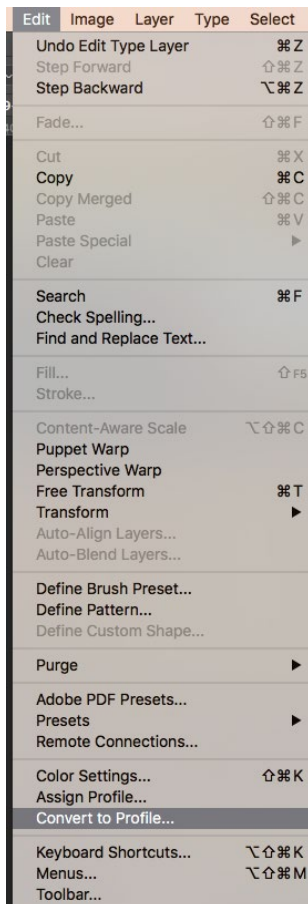 Edit Image Layer Type Select
Undo Edit Type Layer ⌘Z
Step Forward ⇧⌘Z
Step Backward ⌥⌘Z
Fade... ⇧⌘F
Cut ⌘X
Copy ⌘C
Copy Merged ⇧⌘C
Paste ⌘V
Paste Special ▶
Clear
Search ⌘F
Check Spelling...
Find and Replace Text...
Fill... ⇧F5
Stroke...
Content-Aware Scale ⌥⇧⌘C
Puppet Warp
Perspective Warp
Free Transform ⌘T
Transform ▶
Auto-Align Layers...
Auto-Blend Layers...
Define Brush Preset...
Define Pattern...
Define Custom Shape...
Purge ▶
Adobe PDF Presets...
Presets ▶
Remote Connections...
Color Settings... ⇧⌘K
Assign Profile...
Convert to Profile...
Keyboard Shortcuts... ⌥⇧⌘K
Menus... ⌥⇧⌘M
Toolbar...